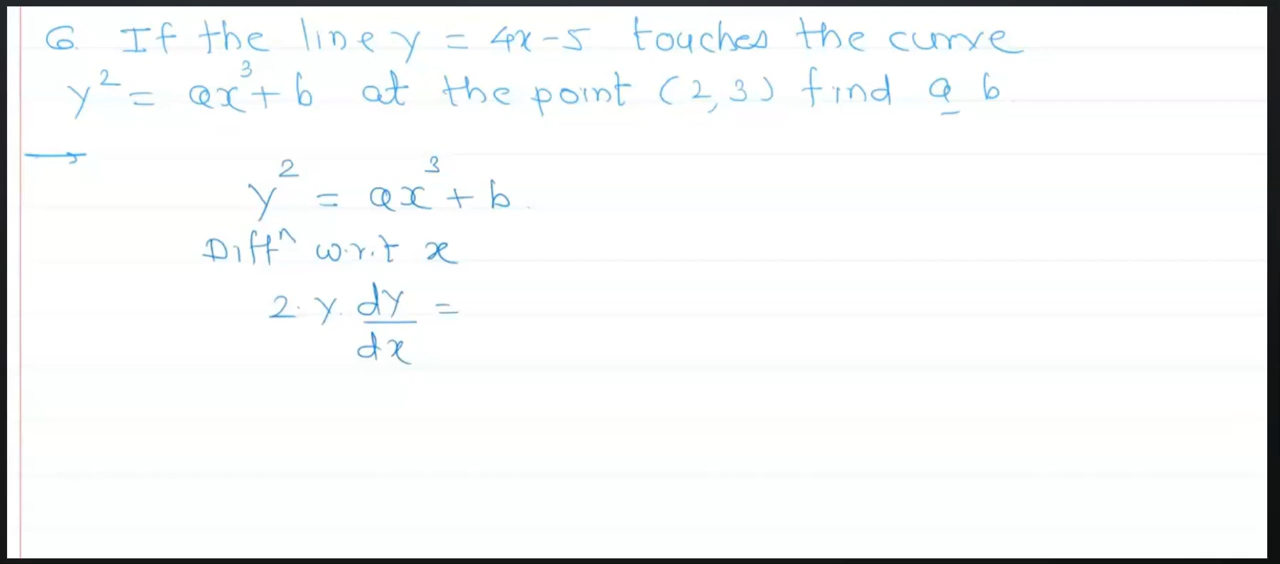 6. If the line y = 4x-5 touches the curve
y² = ax³ + b at the point (2,3) find a b
→
y² = ax³ + b.
Diffⁿ w.r.t x
2. y. dy/dx =